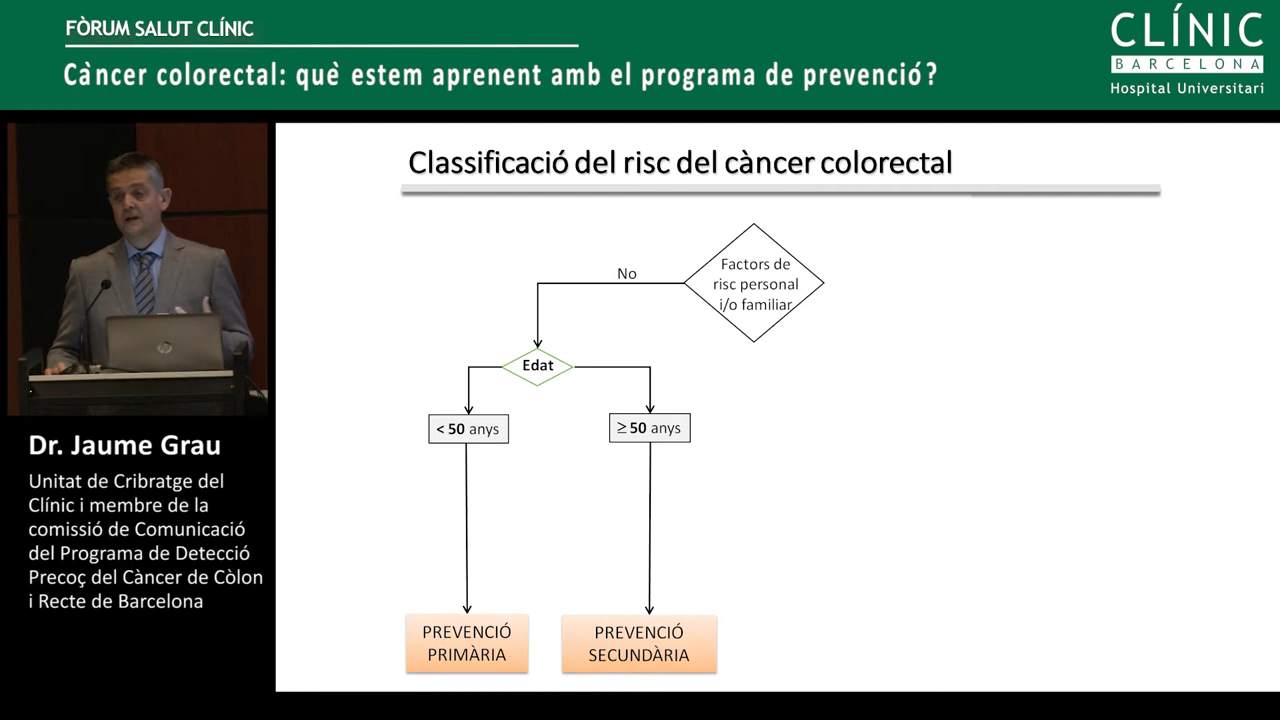 FÒRUM SALUT CLÍNIC
Càncer colorectal: què estem aprenent amb el programa de prevenció?
CLÍNIC
BARCELONA
Hospital Universitari
Classificació del risc del càncer colorectal
Factors de
risc personal
i/o familiar
No
Edat
< 50 anys
≥ 50 anys
PREVENCIÓ
PRIMÀRIA
PREVENCIÓ
SECUNDÀRIA
Dr. Jaume Grau
Unitat de Cribratge del
Clínic i membre de la
comissió de Comunicació
del Programa de Detecció
Precoç del Càncer de Còlon
i Recte de Barcelona
hp